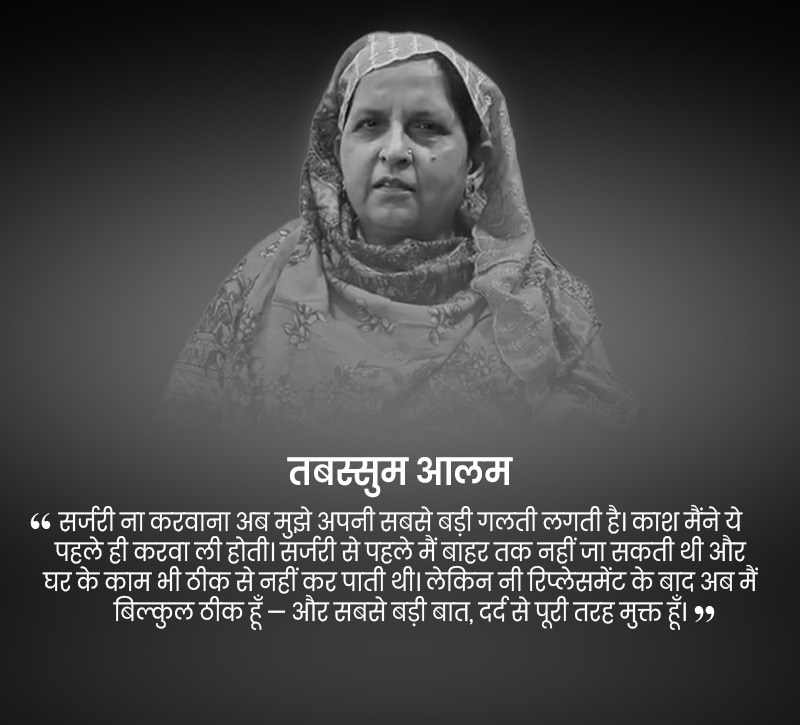 तबस्सुम आलम
“ सर्जरी ना करवाना अब मुझे अपनी सबसे बड़ी गलती लगती है। काश मैंने ये
पहले ही करवा ली होती। सर्जरी से पहले मैं बाहर तक नहीं जा सकती थी और
घर के काम भी ठीक से नहीं कर पाती थी। लेकिन नी रिप्लेसमेंट के बाद अब मैं
बिल्कुल ठीक हूँ – और सबसे बड़ी बात, दर्द से पूरी तरह मुक्त हूँ। ”